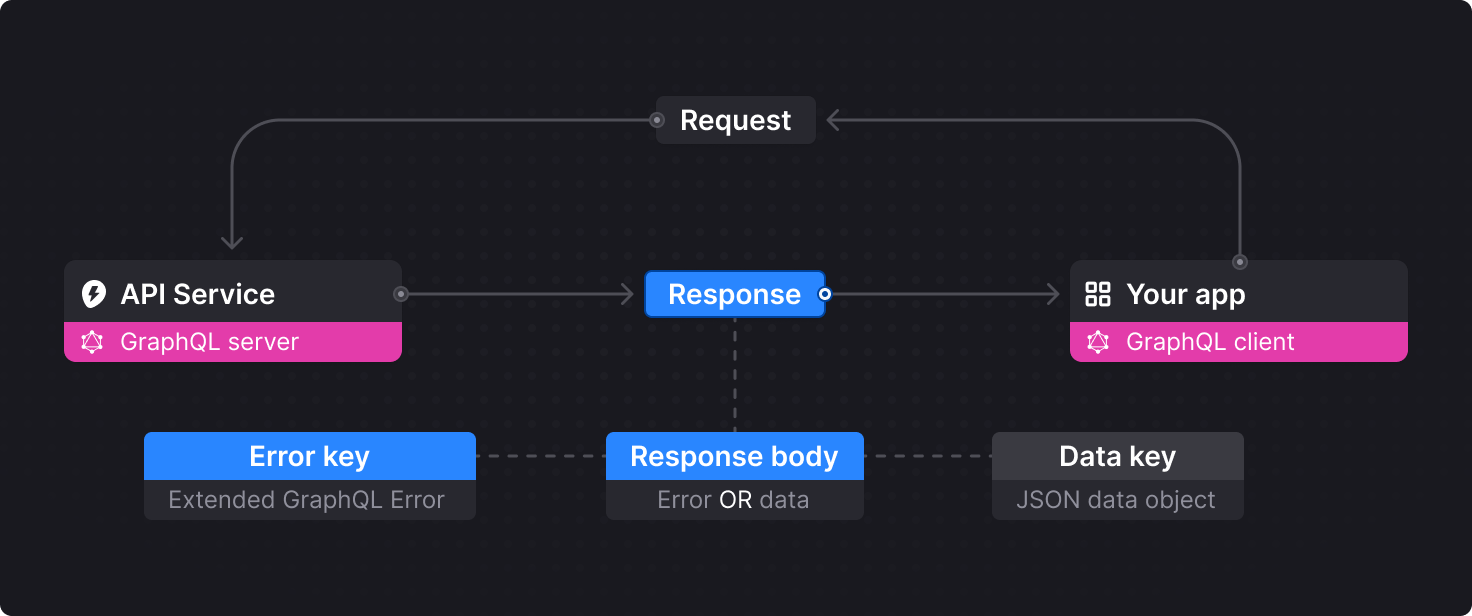 Request
API Service
GraphQL server
Response
Your app
GraphQL client
Error key
Extended GraphQL Error
Response body
Error OR data
Data key
JSON data object